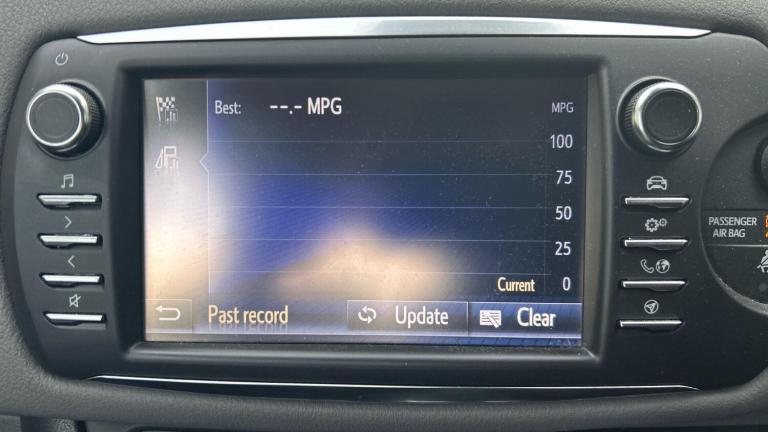 Best: --.- MPG
MPG
100
75
50
25
Current 0
Past record
Update
Clear
PASSENGER
AIR BAG